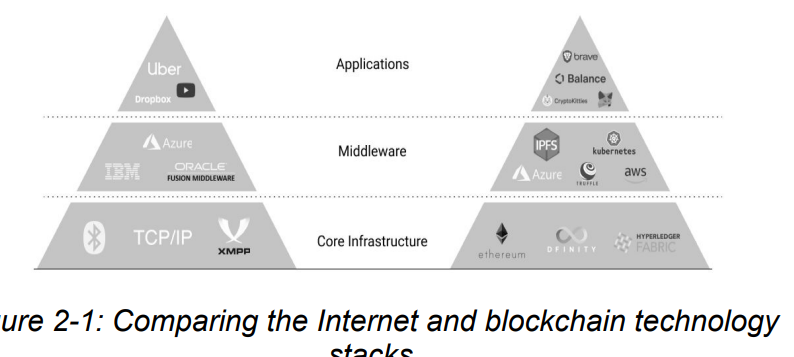 Uber
Dropbox
Applications
brave
Balance
CryptoKitties
Azure
IBM
ORACLE
FUSION MIDDLEWARE
Middleware
IPFS
kubernetes
Azure
TRUFFLE
aws
TCP/IP
XMPP
Core Infrastructure
ethereum
DFINITY
HYPERLEDGER
FABRIC
ure 2-1: Comparing the Internet and blockchain technology
stacks